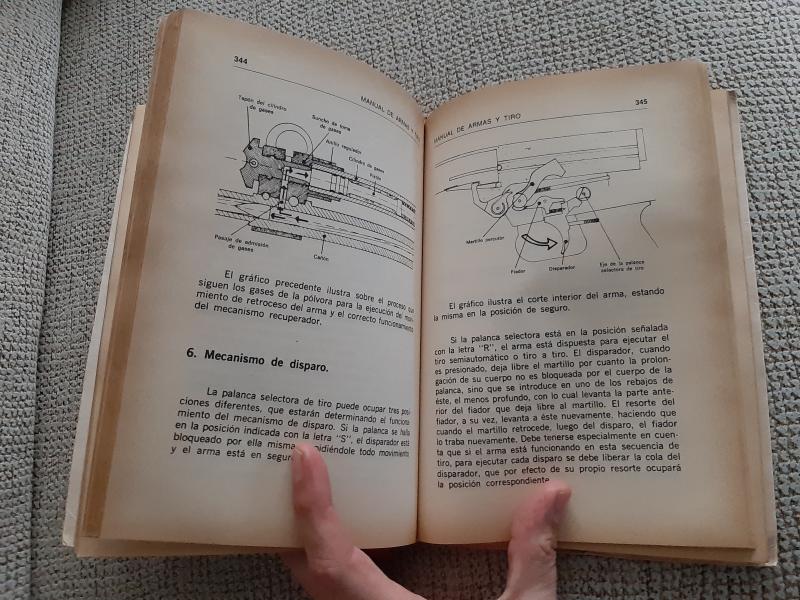 344
MANUAL DE ARMAS Y TIRO
Tapón del cilindro
de gases
Suncho de toma
de gases
Anillo regulador
Cilindro de gases
Pistón
Pasaje de admisión
de gases
Cañón
El gráfico precedente ilustra sobre el proceso que
siguen los gases de la pólvora para la ejecución del mo-
vimiento de retroceso del arma y el correcto funcionamiento
del mecanismo recuperador.
6. Mecanismo de disparo.
La palanca selectora de tiro puede ocupar tres posi-
ciones diferentes, que estarán determinando el funciona-
miento del mecanismo de disparo. Si la palanca se halla
en la posición indicada con la letra "S", el disparador está
bloqueado por ella misma, pidiéndole todo movimiento
y el arma está en seguro
MANUAL DE ARMAS Y TIRO
345
Martillo percutor
Fiador
Disparador
Eje de la palanca
selectora de tiro
El gráfico ilustra el corte interior del arma, estando
la misma en la posición de seguro.
Si la palanca selectora está en la posición señalada
con la letra "R", el arma está dispuesta para ejecutar el
tiro semiautomático o tiro a tiro. El disparador, cuando
es presionado, deja libre el martillo por cuanto la prolon-
gación de su cuerpo no es bloqueada por el cuerpo de la
palanca, sino que se introduce en uno de los rebajos de
éste, el menos profundo, con lo cual levanta la parte ante-
rior del fiador que deja libre al martillo. El resorte del
fiador, a su vez, levanta a éste nuevamente, haciendo que
cuando el martillo retrocede, luego del disparo, el fiador
lo traba nuevamente. Debe tenerse especialmente en cuen-
ta que si el arma está funcionando en esta secuencia de
tiro, para ejecutar cada disparo se debe liberar la cola del
disparador, que por efecto de su propio resorte ocupará
la posición correspondiente